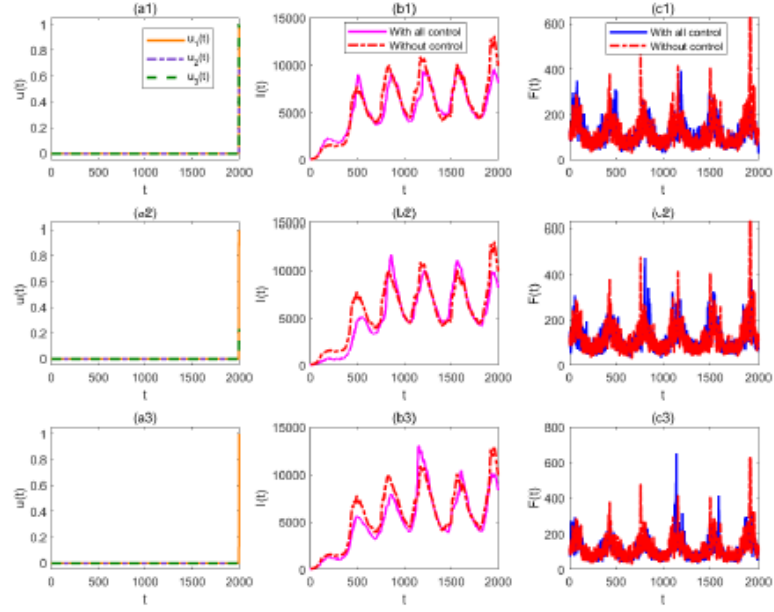 (a1)
u(t)
1
0.8
0.6
0.4
0.2
0
u₁(t)
u₂(t)
u₃(t)
0 500 1000 1500 2000
t
(b1)
I(t)
15000
10000
5000
0
With all control
Without control
0 500 1000 1500 2000
t
(c1)
F(t)
600
400
200
0
With all control
Without control
0 500 1000 1500 2000
t
(a2)
u(t)
1
0.8
0.6
0.4
0.2
0
0 500 1000 1500 2000
t
(b2)
I(t)
15000
10000
5000
0
0 500 1000 1500 2000
t
(c2)
F(t)
600
400
200
0
0 500 1000 1500 2000
t
(a3)
u(t)
1
0.8
0.6
0.4
0.2
0
0 500 1000 1500 2000
t
(b3)
I(t)
15000
10000
5000
0
0 500 1000 1500 2000
t
(c3)
F(t)
800
600
400
200
0
0 500 1000 1500 2000
t